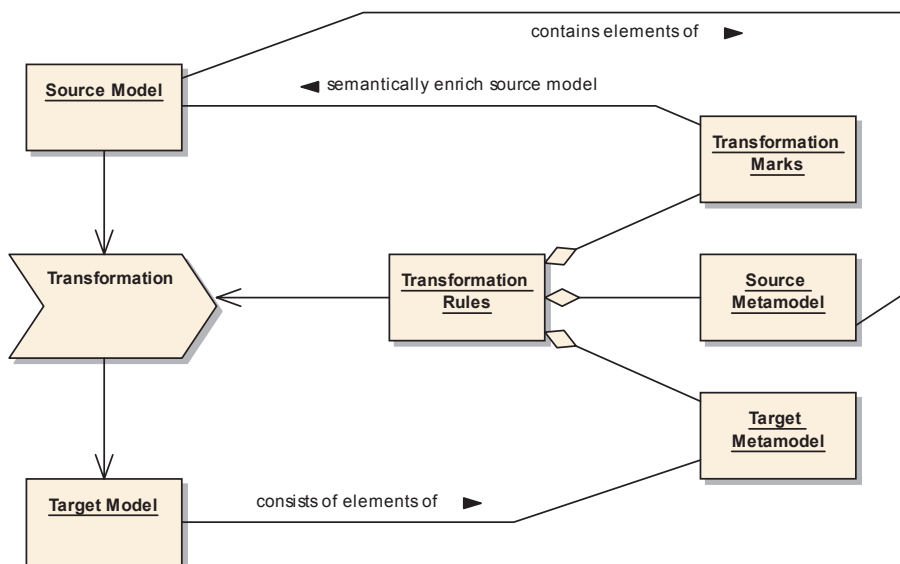 contains elements of ►
◄ semantically enrich source model
Source Model
Transformation
Marks
Transformation
Transformation
Rules
Source
Metamodel
Target
Metamodel
Target Model
consists of elements of ►